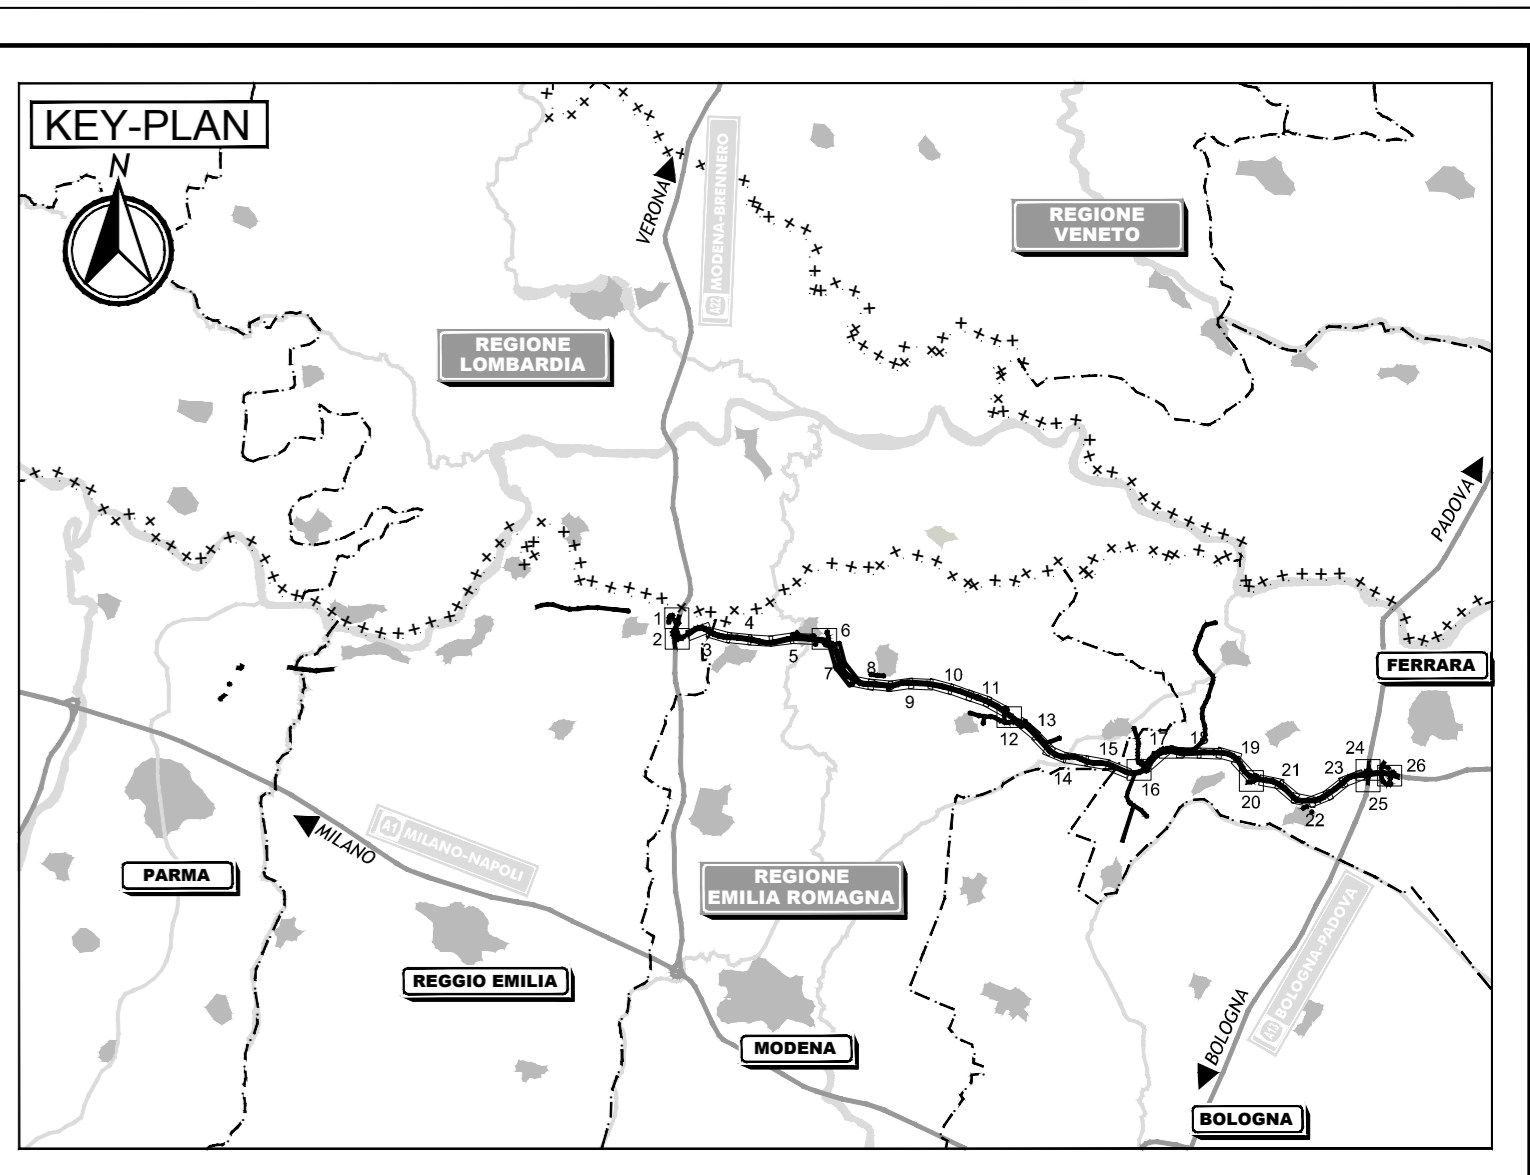 KEY-PLAN
N
VERONA
A22 MODENA-BRENNERO
REGIONE
VENETO
REGIONE
LOMBARDIA
PADOVA
1
2
3
4
5
6
7
8
9
10
11
12
13
14
15
16
17
18
19
20
21
22
23
24
25
26
FERRARA
MILANO
A1 MILANO-NAPOLI
PARMA
REGIONE
EMILIA ROMAGNA
REGGIO EMILIA
MODENA
A13 BOLOGNA-PADOVA
BOLOGNA
BOLOGNA